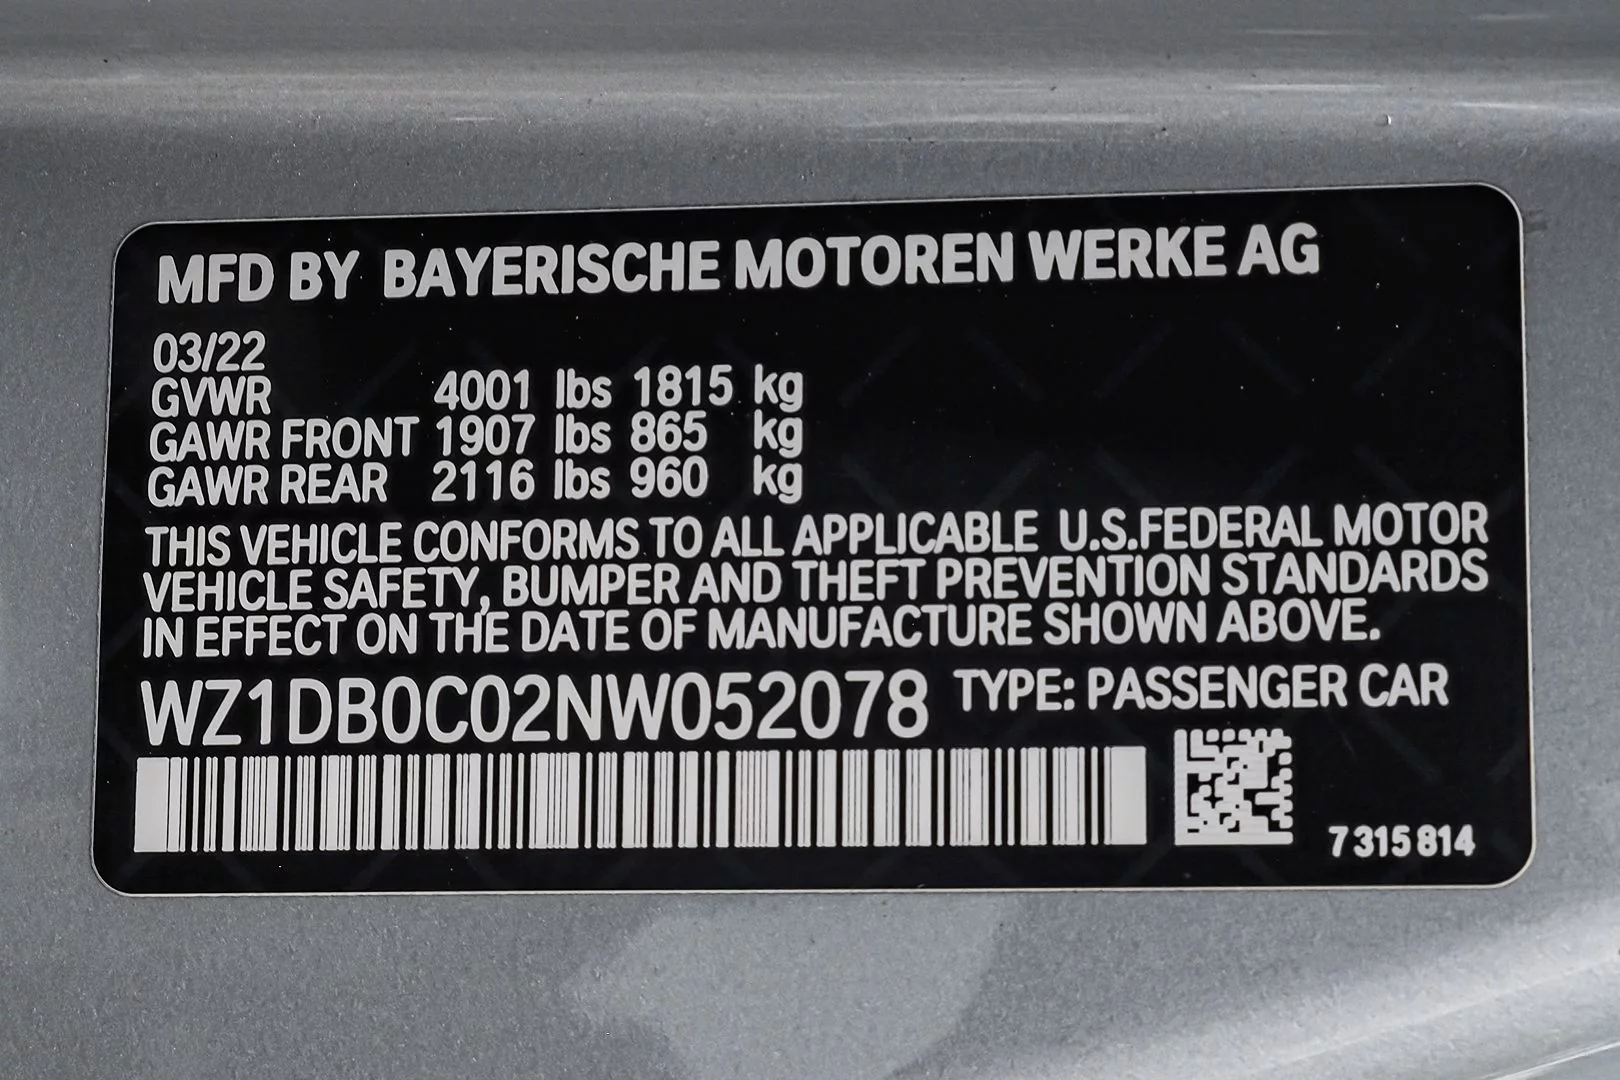 MFD BY BAYERISCHE MOTOREN WERKE AG
03/22
GVWR 4001 lbs 1815 kg
GAWR FRONT 1907 lbs 865 kg
GAWR REAR 2116 lbs 960 kg
THIS VEHICLE CONFORMS TO ALL APPLICABLE U.S.FEDERAL MOTOR
VEHICLE SAFETY, BUMPER AND THEFT PREVENTION STANDARDS
IN EFFECT ON THE DATE OF MANUFACTURE SHOWN ABOVE.
WZ1DB0C02NW052078 TYPE: PASSENGER CAR
7 315 814